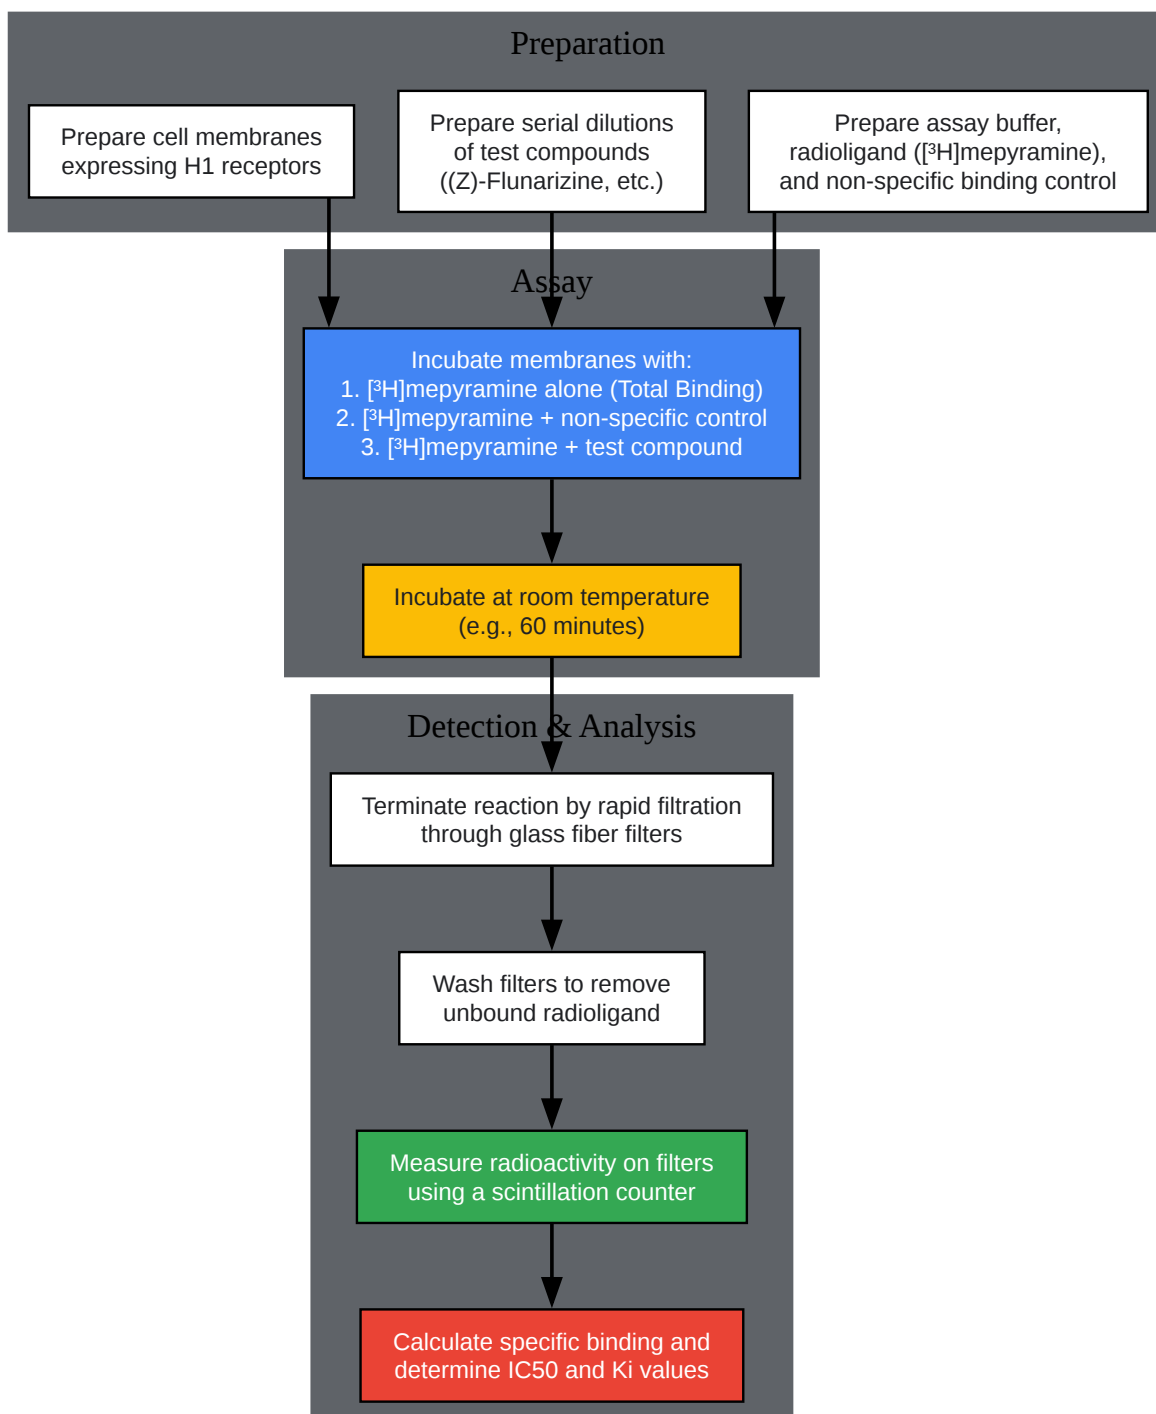 Preparation
Prepare cell membranes
expressing H1 receptors
Prepare serial dilutions
of test compounds
((Z)-Flunarizine, etc.)
Prepare assay buffer,
radioligand ([³H]mepyramine),
and non-specific binding control
Assay
Incubate membranes with:
1. [³H]mepyramine alone (Total Binding)
2. [³H]mepyramine + non-specific control
3. [³H]mepyramine + test compound
Incubate at room temperature
(e.g., 60 minutes)
Detection & Analysis
Terminate reaction by rapid filtration
through glass fiber filters
Wash filters to remove
unbound radioligand
Measure radioactivity on filters
using a scintillation counter
Calculate specific binding and
determine IC50 and Ki values